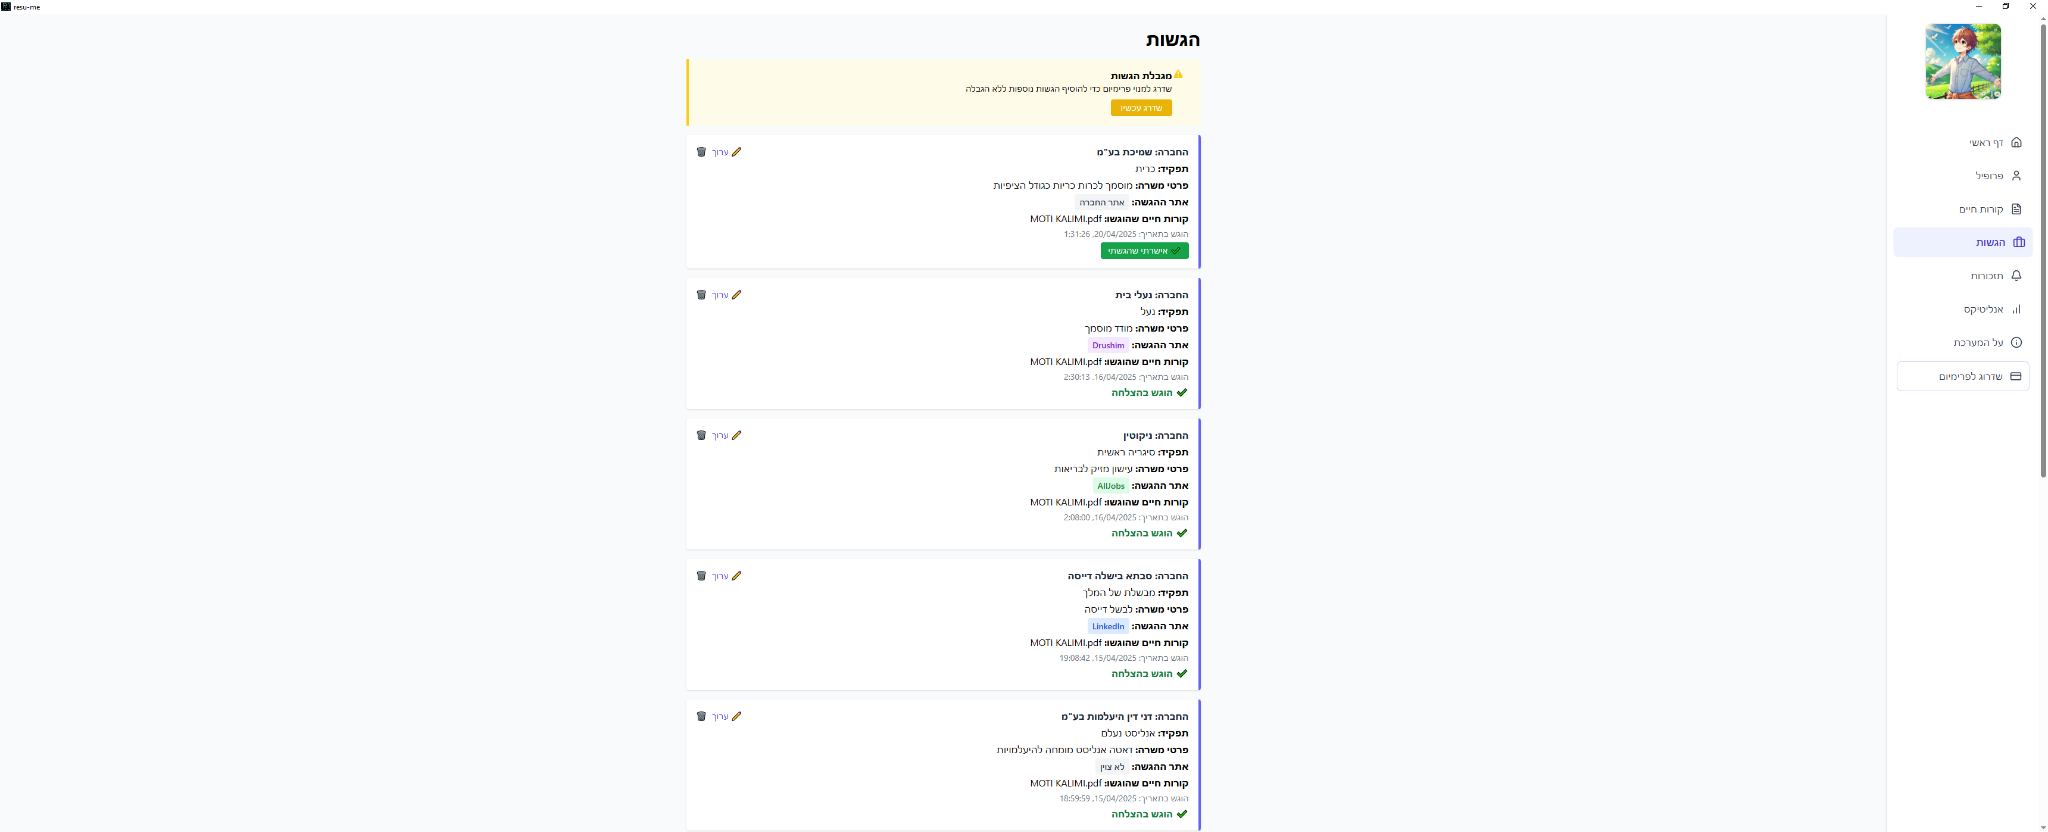 resu-me
הגשות
מגבלת הגשות
שדרג למנוי פרימיום כדי להוסיף הגשות נוספות ללא הגבלה
שדרג עכשיו
החברה: שמיכת בע"מ
ערוך
תפקיד: כרית
פרטי משרה: מוסמך לכרות כריות כגודל הציפיות
אתר ההגשה: אתר החברה
קורות חיים שהוגשו: MOTI KALIMI.pdf
הוגש בתאריך: 20/04/2025, 1:31:26
אישרתי שהגשתי
החברה: נעלי בית
ערוך
תפקיד: נעל
פרטי משרה: מודד מוסמך
אתר ההגשה: Drushim
קורות חיים שהוגשו: MOTI KALIMI.pdf
הוגש בתאריך: 16/04/2025, 2:30:13
הוגש בהצלחה
החברה: ניקוטין
ערוך
תפקיד: סיגריה ראשית
פרטי משרה: עישון מזיק לבריאות
אתר ההגשה: AllJobs
קורות חיים שהוגשו: MOTI KALIMI.pdf
הוגש בתאריך: 16/04/2025, 2:08:00
הוגש בהצלחה
החברה: סבתא בישלה דייסה
ערוך
תפקיד: מבשלת של המלך
פרטי משרה: לבשל דייסה
אתר ההגשה: LinkedIn
קורות חיים שהוגשו: MOTI KALIMI.pdf
הוגש בתאריך: 15/04/2025, 19:08:42
הוגש בהצלחה
החברה: דני דין היעלמות בע"מ
ערוך
תפקיד: אנליסט נעלם
פרטי משרה: דאטה אנליסט מומחה להיעלמויות
אתר ההגשה: לא צוין
קורות חיים שהוגשו: MOTI KALIMI.pdf
הוגש בתאריך: 15/04/2025, 18:59:59
הוגש בהצלחה
דף ראשי
פרופיל
קורות חיים
הגשות
תזכורות
אנליטיקס
על המערכת
שדרוג לפרימיום